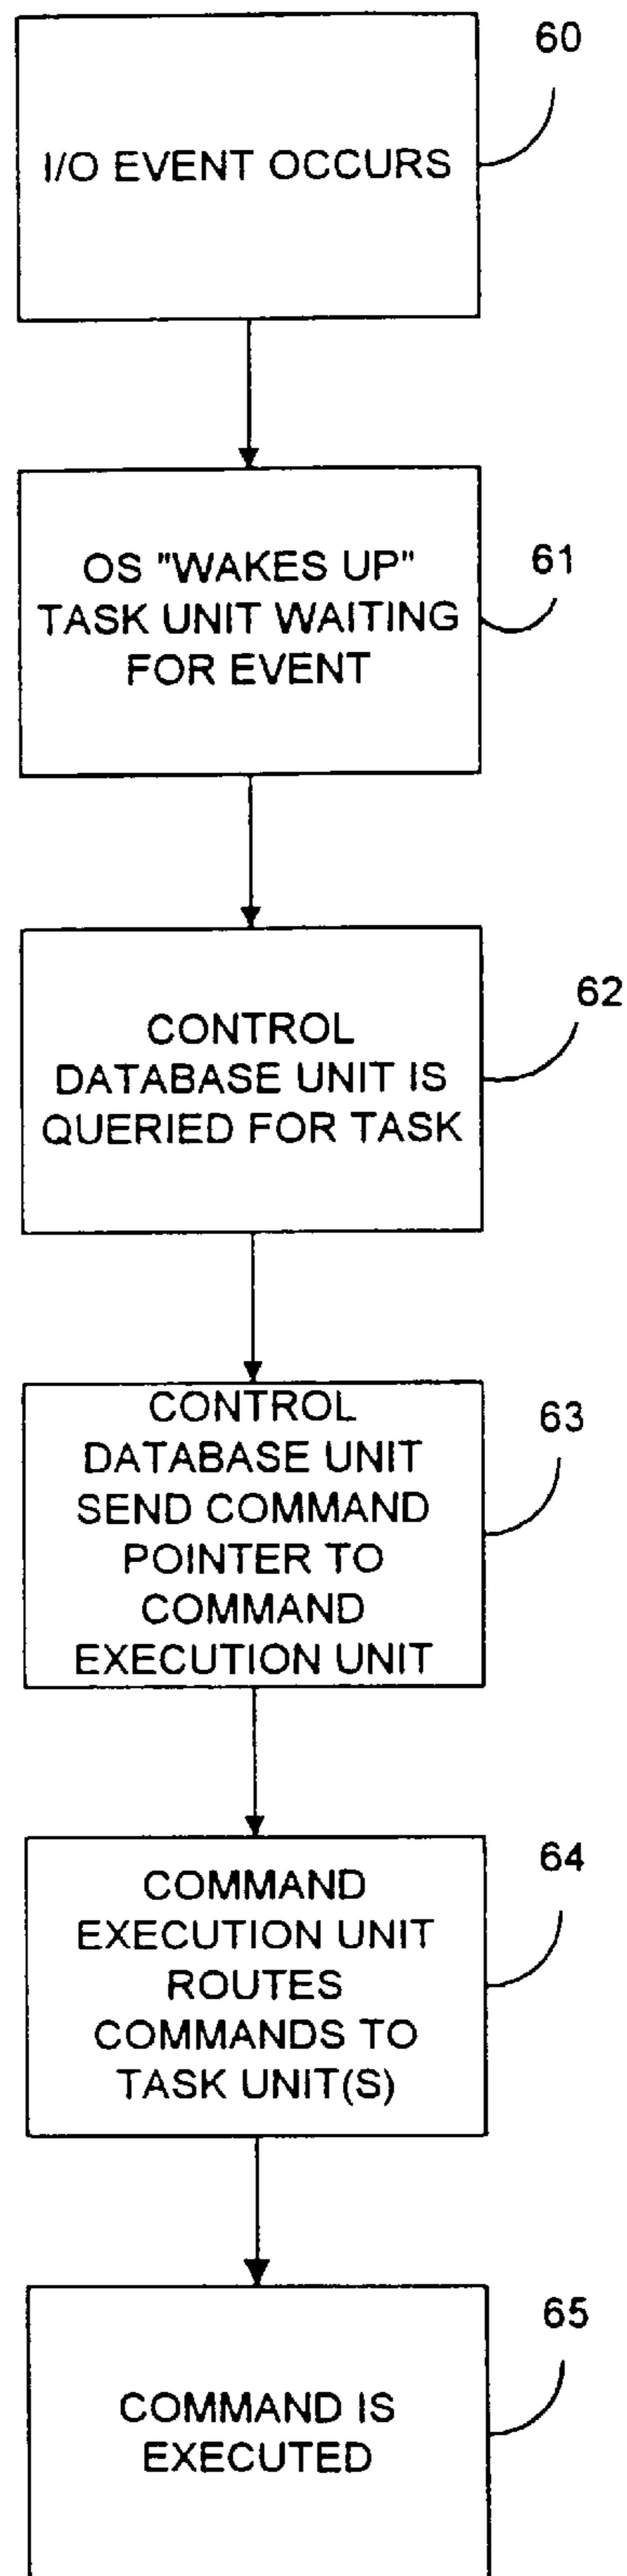 60
I/O EVENT OCCURS
61
OS "WAKES UP"
TASK UNIT WAITING
FOR EVENT
62
CONTROL
DATABASE UNIT IS
QUERIED FOR TASK
63
CONTROL
DATABASE UNIT
SEND COMMAND
POINTER TO
COMMAND
EXECUTION UNIT
64
COMMAND
EXECUTION UNIT
ROUTES
COMMANDS TO
TASK UNIT(S)
65
COMMAND IS
EXECUTED